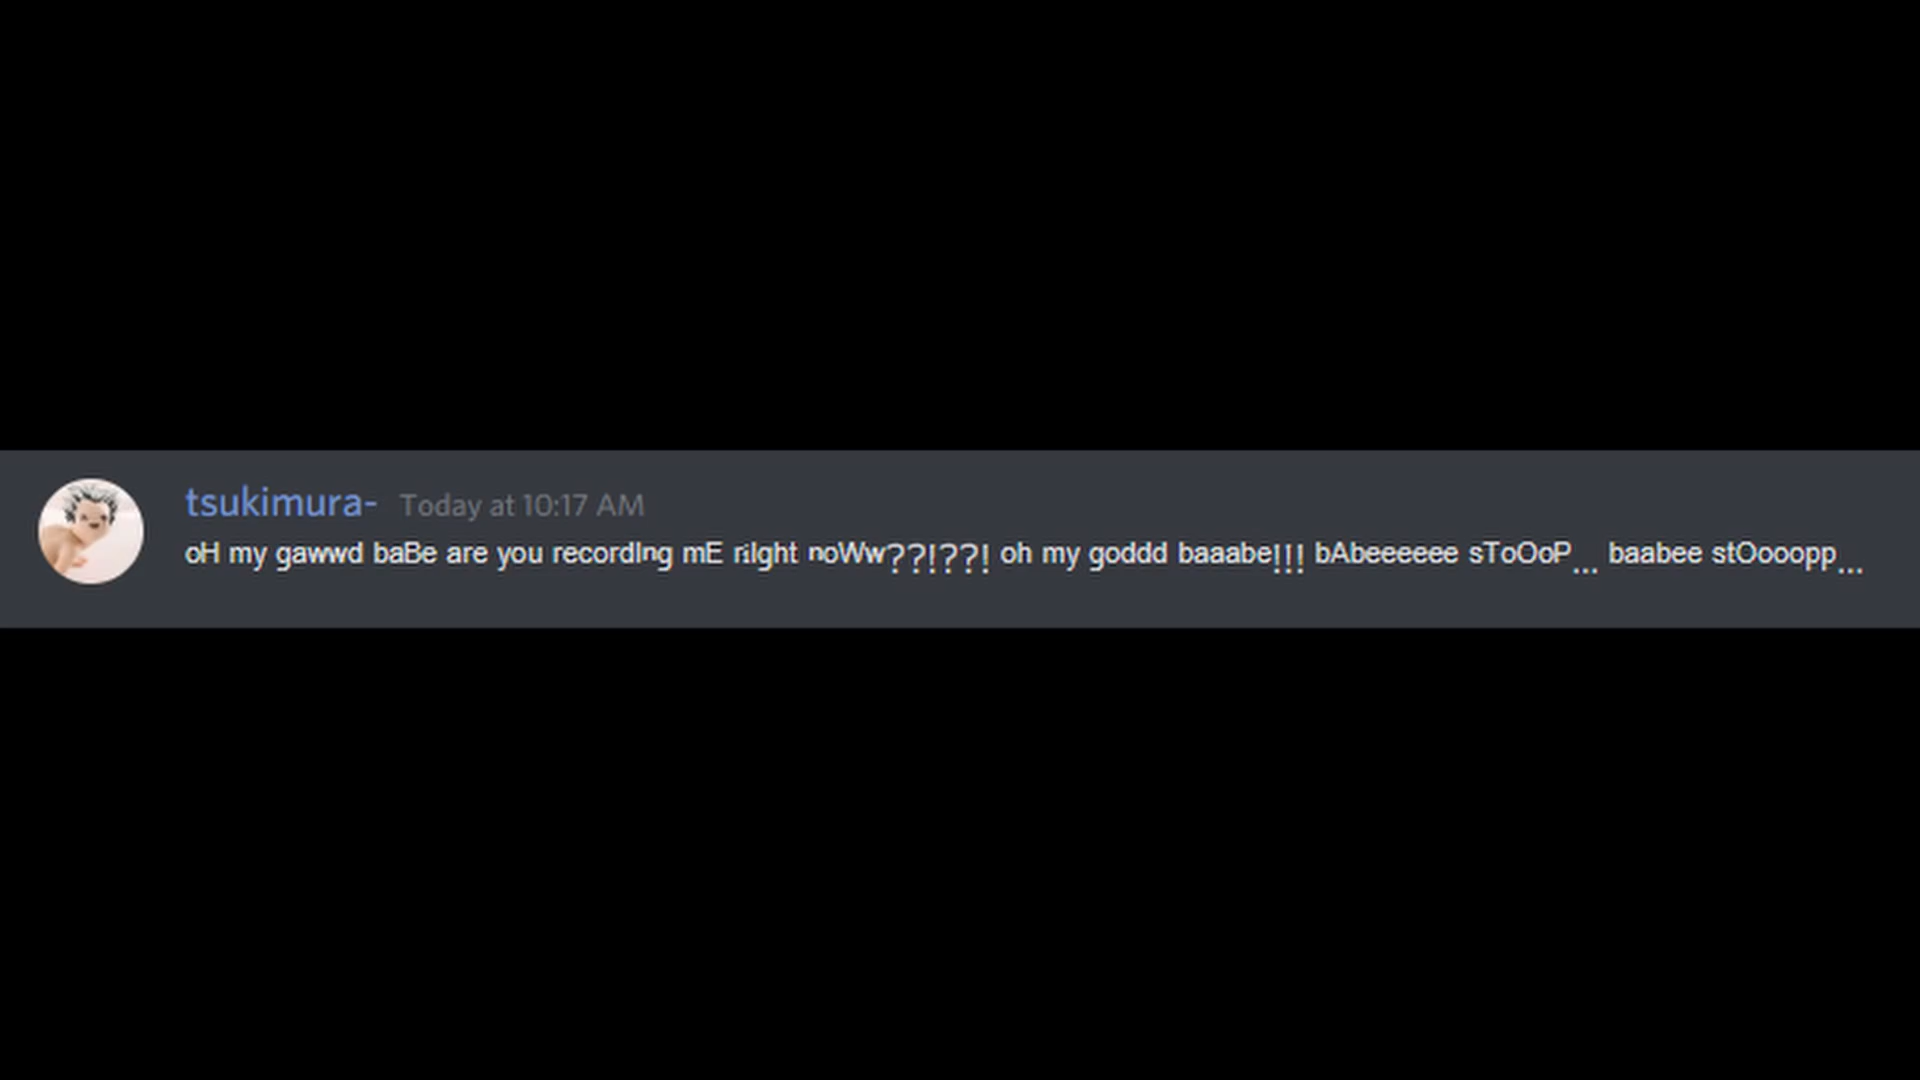 tsukimura- Today at 10:17 AM
oH my gawwd baBe are you recordIng mE riIght noWw??!??! oh my goddd baaabe!!! bAbeeeeee sToOoP... baabee stOooopp...